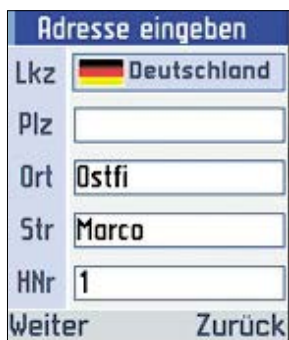 Adresse eingeben
Lkz Deutschland
Plz
Ort Ostfi
Str Marco
HNr 1
Weiter Zurück